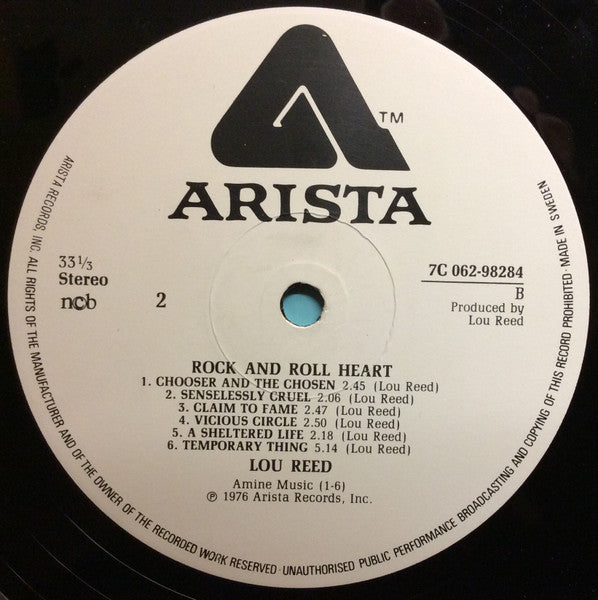 TM
ARISTA
33 1/3
Stereo
ncb
2
7C 062-98284
B
Produced by
Lou Reed
ROCK AND ROLL HEART
1. CHOOSER AND THE CHOSEN 2.45 (Lou Reed)
2. SENSELESSLY CRUEL 2.06 (Lou Reed)
3. CLAIM TO FAME 2.47 (Lou Reed)
4. VICIOUS CIRCLE 2.50 (Lou Reed)
5. A SHELTERED LIFE 2.18 (Lou Reed)
6. TEMPORARY THING 5.14 (Lou Reed)
LOU REED
Amine Music (1-6)
℗ 1976 Arista Records, Inc.
ARISTA RECORDS, INC. ALL RIGHTS OF THE MANUFACTURER AND OF THE OWNER OF THE RECORDED WORK RESERVED · UNAUTHORISED PUBLIC PERFORMANCE BROADCASTING AND COPYING OF THIS RECORD PROHIBITED · MADE IN SWEDEN